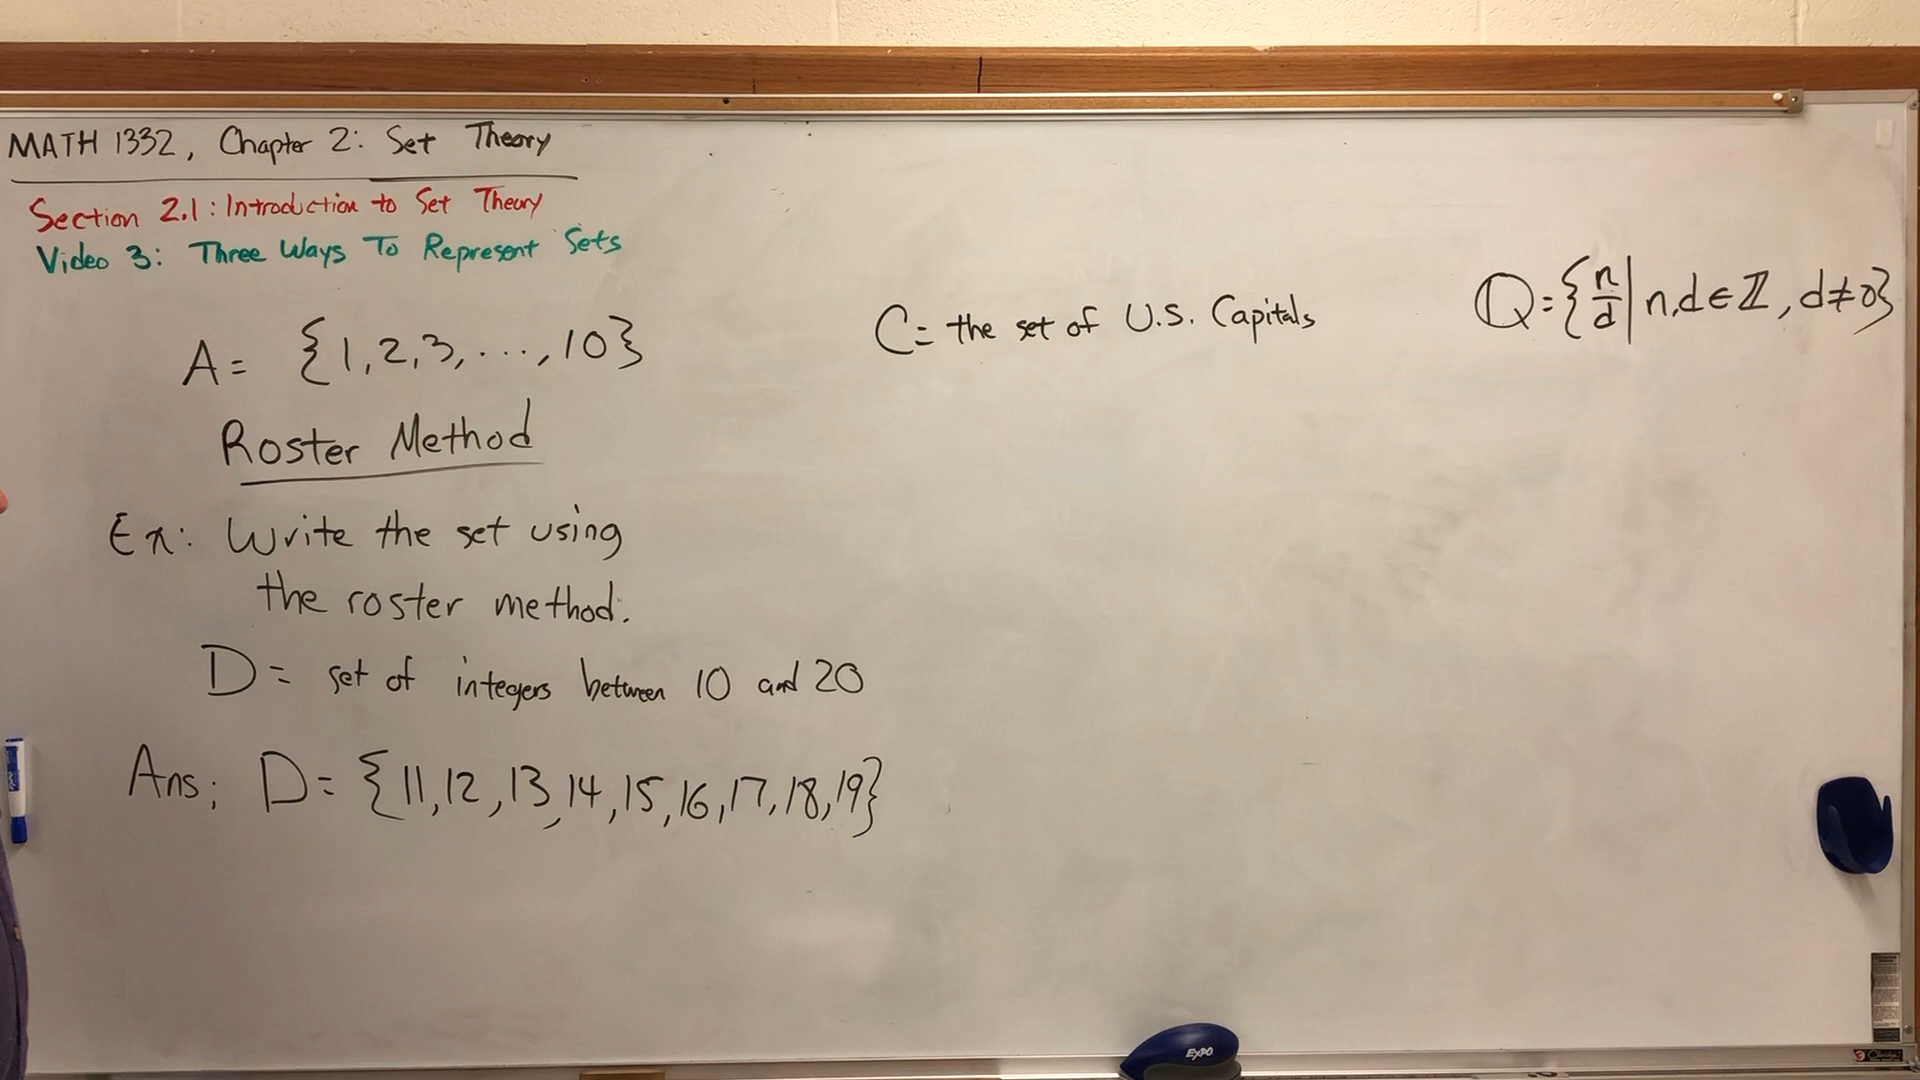 MATH 1332, Chapter 2: Set Theory
Section 2.1: Introduction to Set Theory
Video 3: Three Ways To Represent Sets
A = {1,2,3,...,10}
Roster Method
Ex: Write the set using
the roster method.
D = set of integers between 10 and 20
Ans: D = {11,12,13,14,15,16,17,18,19}
C = the set of U.S. Capitals
ℚ = {n/d | n,d ∈ ℤ, d≠0}
EXPO